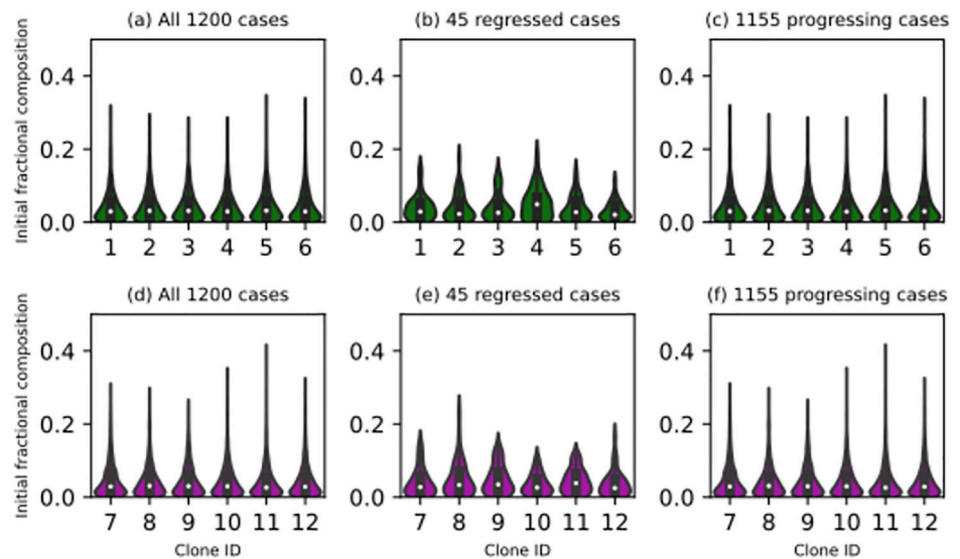 (a) All 1200 cases
(b) 45 regressed cases
(c) 1155 progressing cases
Initial fractional composition
0.4
0.2
0.0
1 2 3 4 5 6
0.4
0.2
0.0
1 2 3 4 5 6
0.4
0.2
0.0
1 2 3 4 5 6
(d) All 1200 cases
(e) 45 regressed cases
(f) 1155 progressing cases
Initial fractional composition
0.4
0.2
0.0
7 8 9 10 11 12
Clone ID
0.4
0.2
0.0
7 8 9 10 11 12
Clone ID
0.4
0.2
0.0
7 8 9 10 11 12
Clone ID